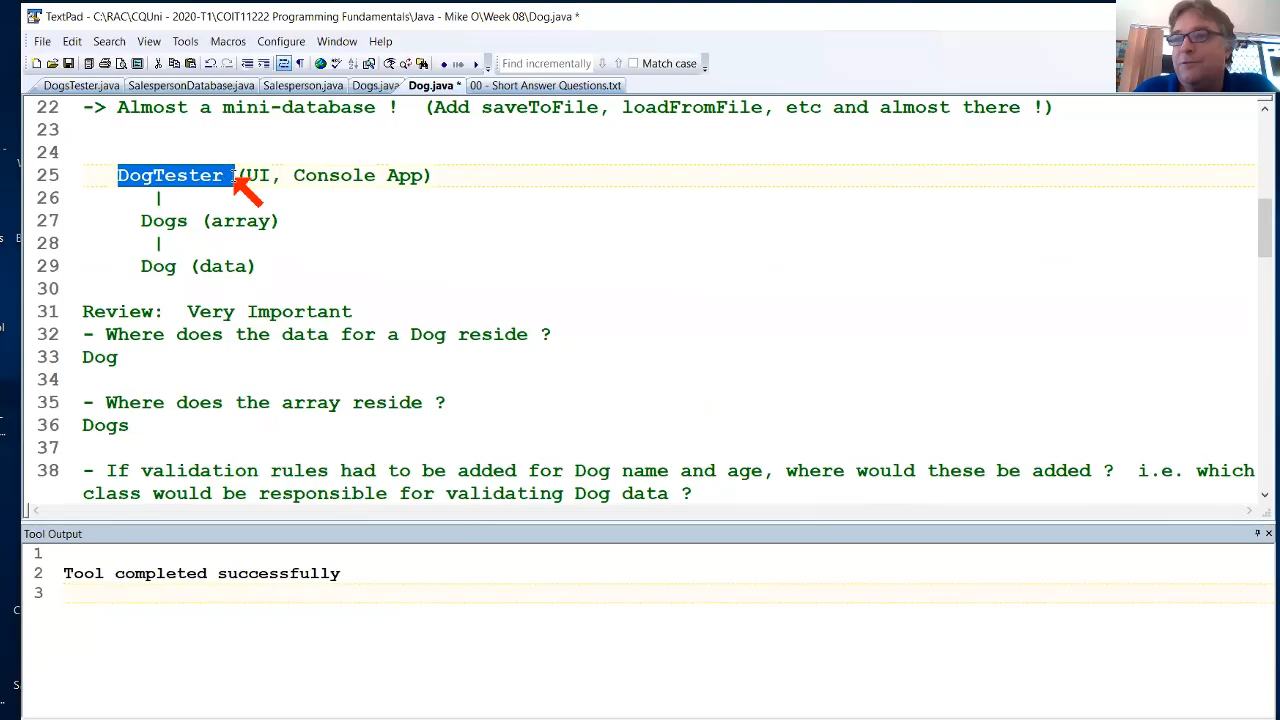 TextPad - C:\RAC\CQUni - 2020-T1\COIT11222 Programming Fundamentals\Java - Mike O\Week 08\Dog.java *
File Edit Search View Tools Macros Configure Window Help
Find incrementally Match case
DogsTester.java SalespersonDatabase.java Salesperson.java Dogs.java Dog.java * 00 - Short Answer Questions.txt
22 -> Almost a mini-database ! (Add saveToFile, loadFromFile, etc and almost there !)
23
24
25 DogTester (UI, Console App)
26 |
27 Dogs (array)
28 |
29 Dog (data)
30
31 Review: Very Important
32 - Where does the data for a Dog reside ?
33 Dog
34
35 - Where does the array reside ?
36 Dogs
37
38 - If validation rules had to be added for Dog name and age, where would these be added ? i.e. which
class would be responsible for validating Dog data ?
Tool Output
1
2 Tool completed successfully
3